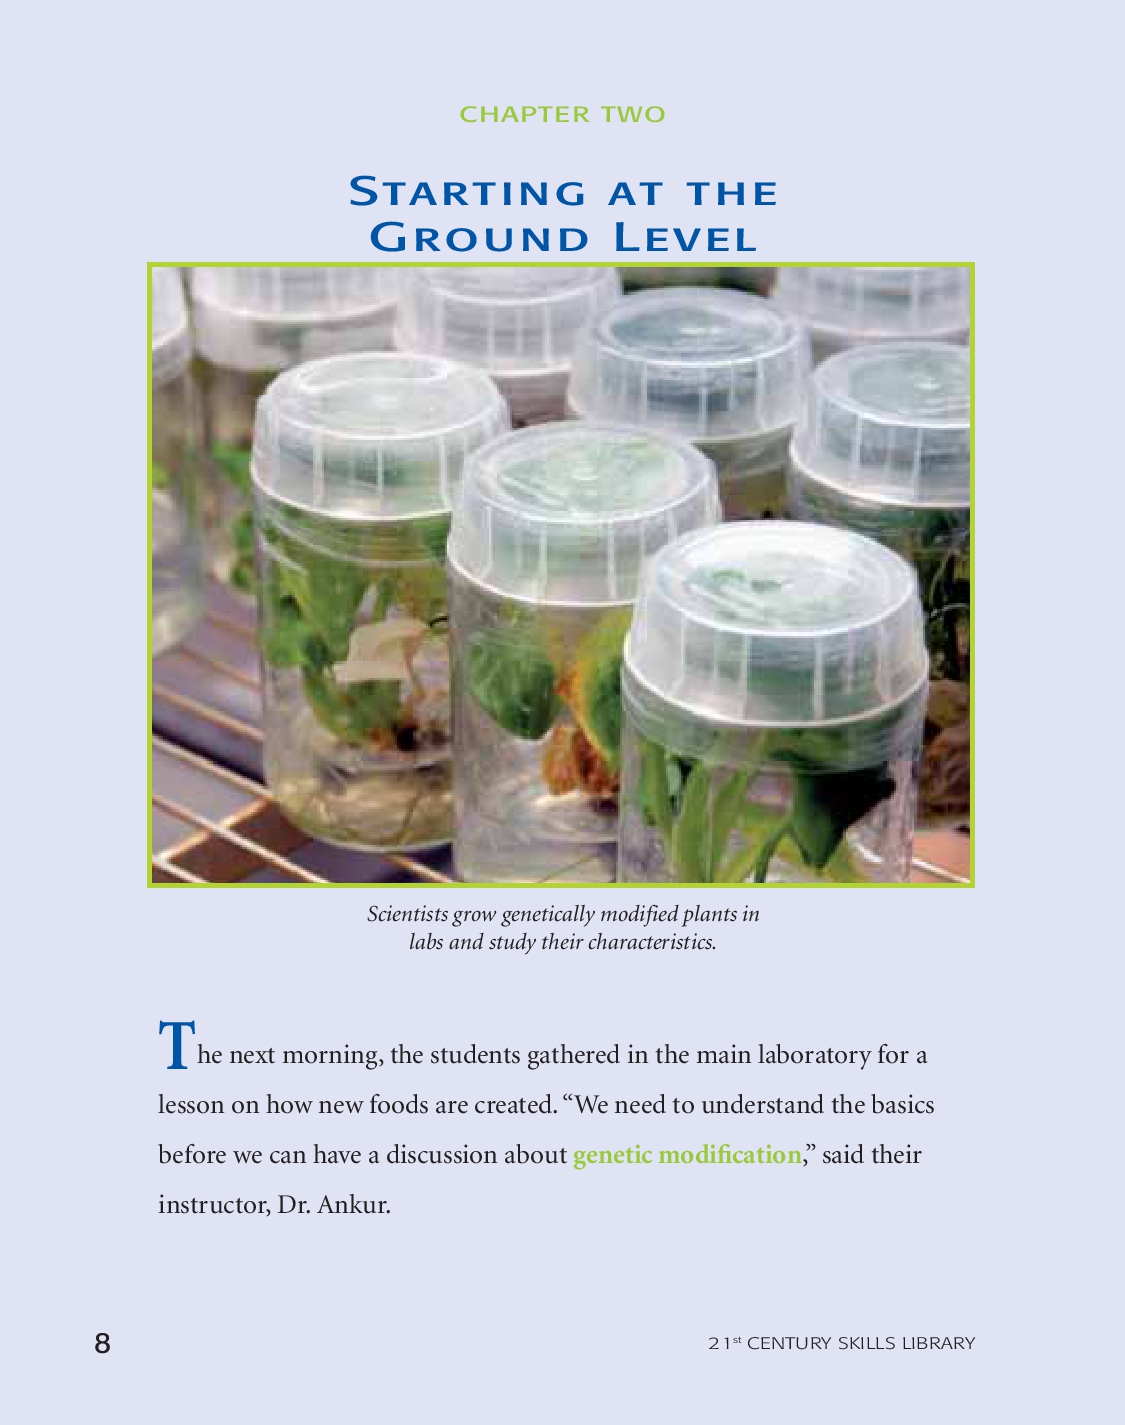 CHAPTER TWO
STARTING AT THE
GROUND LEVEL
Scientists grow genetically modified plants in
labs and study their characteristics.
The next morning, the students gathered in the main laboratory for a
lesson on how new foods are created. “We need to understand the basics
before we can have a discussion about genetic modification,” said their
instructor, Dr. Ankur.
8
21st CENTURY SKILLS LIBRARY